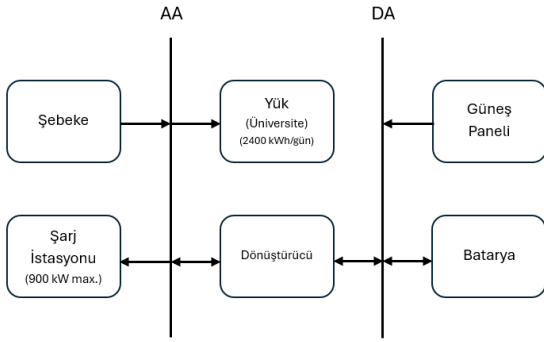 AA
DA
Şebeke
Yük
(Üniversite)
(2400 kWh/gün)
Güneş
Paneli
Şarj
İstasyonu
(900 kW max.)
Dönüştürücü
Batarya